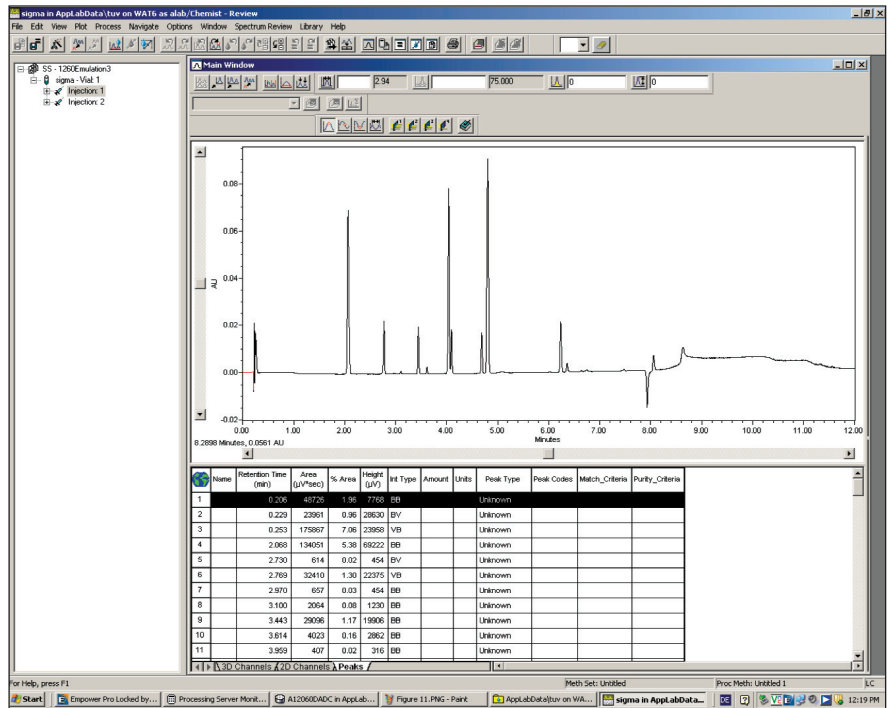 sigma in AppLabData\tuv on WAT6 as alab/Chemist - Review
File Edit View Plot Process Navigate Options Window Spectrum Review Library Help
SS - 1260Emulation3
sigma - Vial: 1
Injection: 1
Injection: 2
Main Window
2.94 75.000 0 0
0.08
0.06
0.04
0.02
0.00
-0.02
AU
0.00 1.00 2.00 3.00 4.00 5.00 6.00 7.00 8.00 9.00 10.00 11.00 12.00
Minutes
8.2898 Minutes, 0.0561 AU
Name Retention Time (min) Area (µV*sec) % Area Height (µV) Int Type Amount Units Peak Type Peak Codes Match_Criteria Purity_Criteria
1 0.206 48726 1.96 7768 BB Unknown
2 0.229 23961 0.96 28630 BV Unknown
3 0.253 175867 7.06 23958 VB Unknown
4 2.068 134051 5.38 69222 BB Unknown
5 2.730 614 0.02 454 BV Unknown
6 2.769 32410 1.30 22375 VB Unknown
7 2.970 657 0.03 454 BB Unknown
8 3.100 2064 0.08 1230 BB Unknown
9 3.443 29096 1.17 19906 BB Unknown
10 3.614 4023 0.16 2862 BB Unknown
11 3.959 407 0.02 316 BB Unknown
3D Channels 2D Channels Peaks
For Help, press F1 Meth Set: Untitled Proc Meth: Untitled 1 LC
Start Empower Pro Locked by... Processing Server Monit... A12060DADC in AppLab... Figure 11.PNG - Paint AppLabData\tuv on WA... sigma in AppLabData... DE 12:19 PM